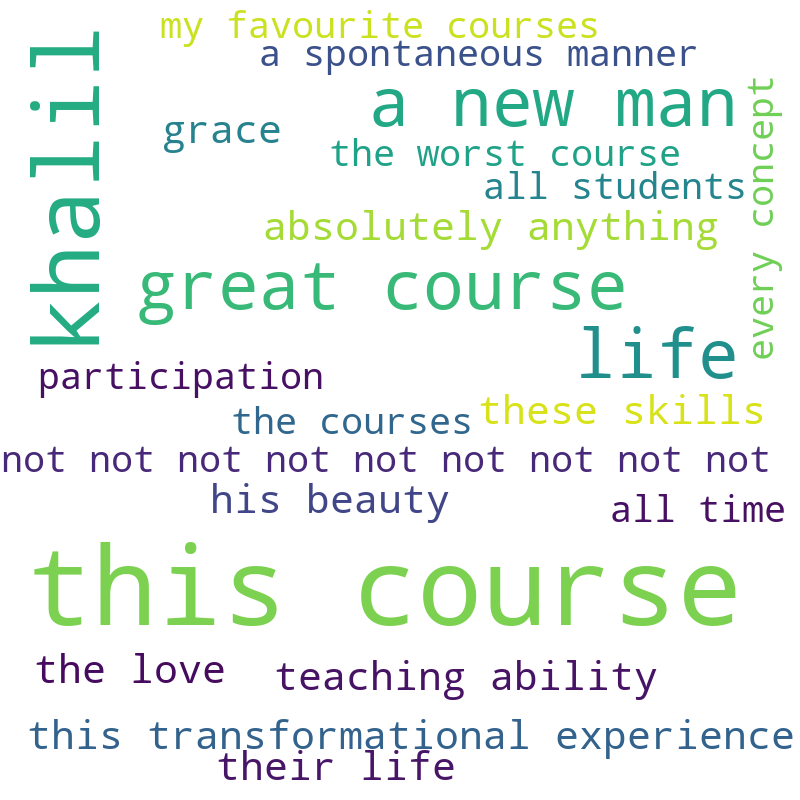 my favourite courses
a spontaneous manner
khalil
a new man
every concept
grace
the worst course
all students
absolutely anything
great course
life
participation
these skills
the courses
not not not not not not not not not
his beauty
all time
this course
the love
teaching ability
this transformational experience
their life